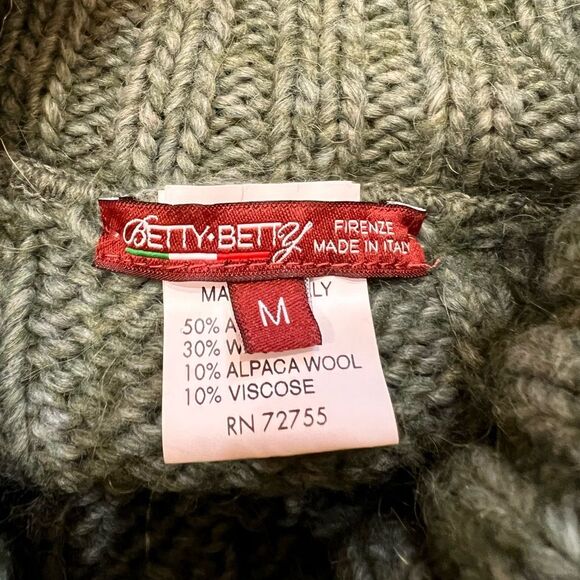 BETTY·BETTY
FIRENZE
MADE IN ITALY
M
50%
30%
10% ALPACA WOOL
10% VISCOSE
RN 72755